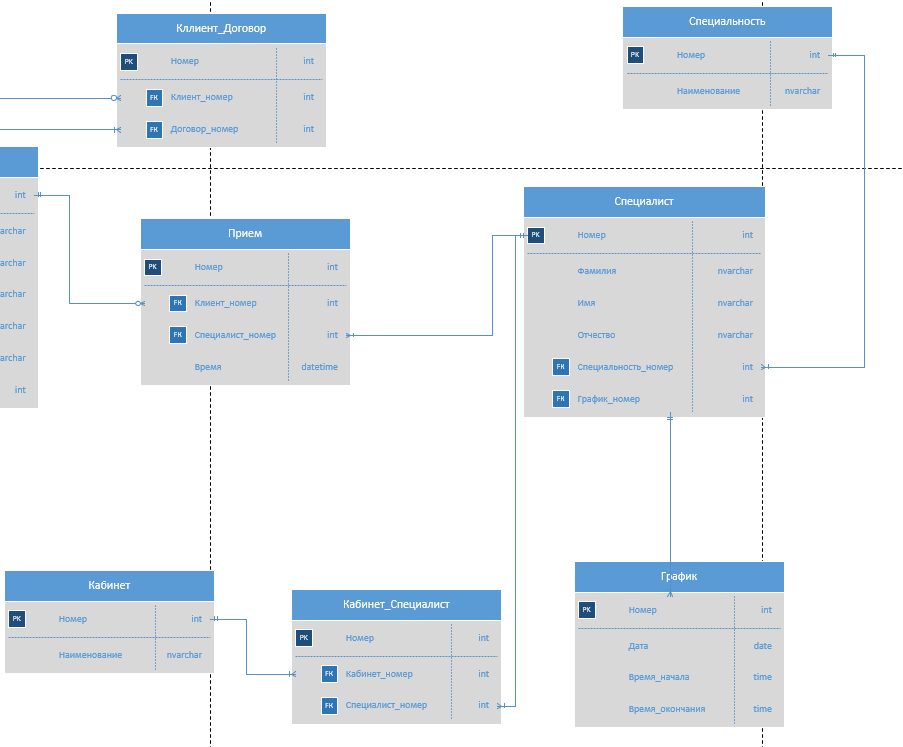 Кллиент_Договор
PK Номер int
FK Клиент_номер int
FK Договор_номер int
Специальность
PK Номер int
Наименование nvarchar
int
archar
archar
archar
archar
archar
int
Прием
PK Номер int
FK Клиент_номер int
FK Специалист_номер int
Время datetime
Специалист
PK Номер int
Фамилия nvarchar
Имя nvarchar
Отчество nvarchar
FK Специальность_номер int
FK График_номер int
Кабинет
PK Номер int
Наименование nvarchar
Кабинет_Специалист
PK Номер int
FK Кабинет_номер int
FK Специалист_номер int
График
PK Номер int
Дата date
Время_начала time
Время_окончания time